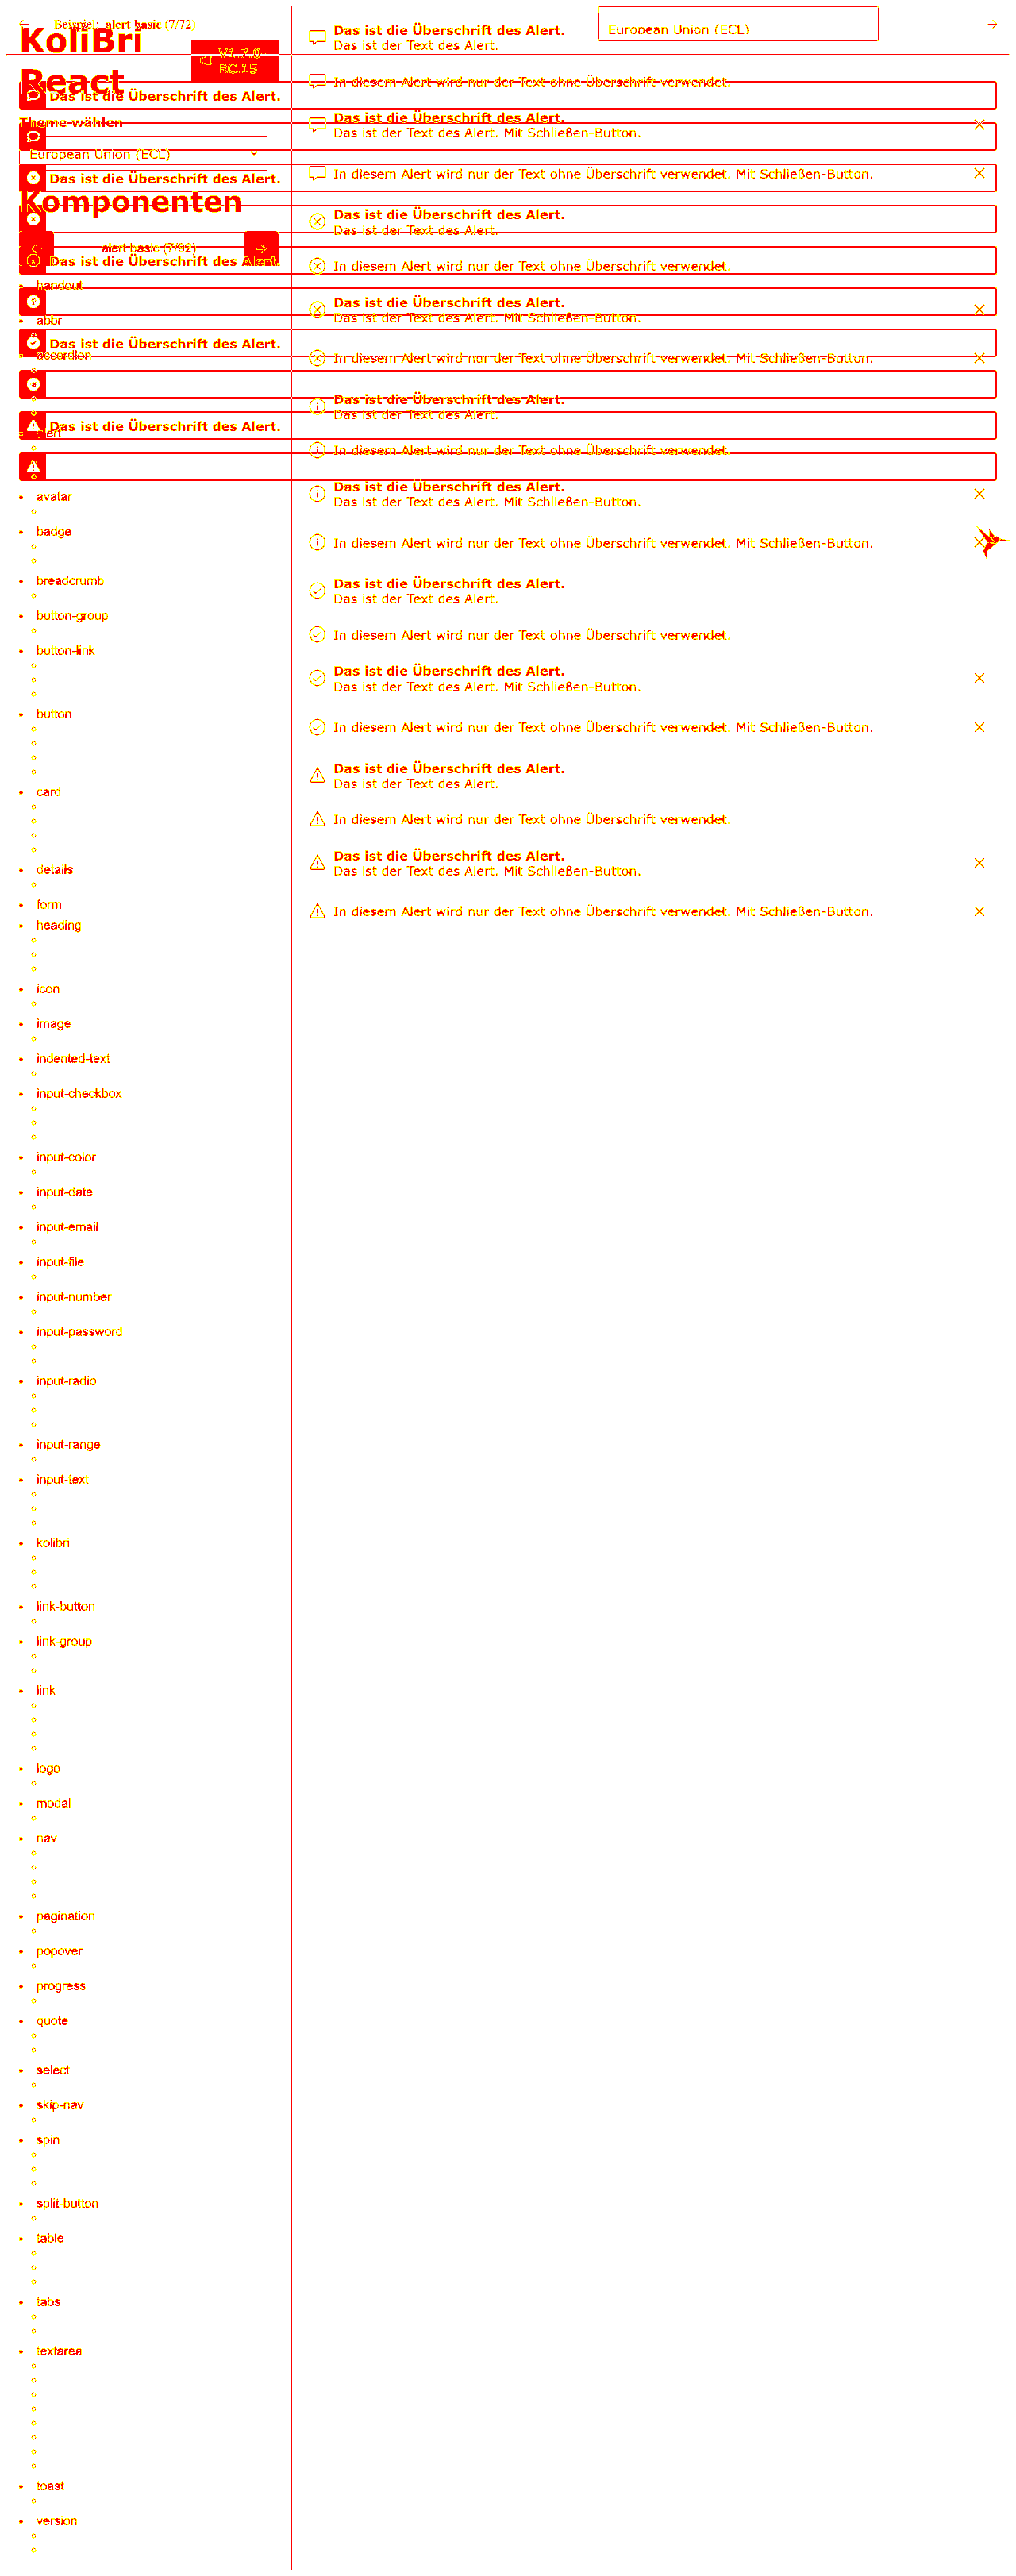 Beispiel: alert basic (7/72)
European Union (ECL)
KoliBri
React
V1.7.0
RC.15
Das ist die Überschrift des Alert.
Theme wählen
European Union (ECL)
Das ist die Überschrift des Alert.
Komponenten
alert basic (7/92)
Das ist die Überschrift des Alert.
handout
abbr
Das ist die Überschrift des Alert.
accordion
Das ist die Überschrift des Alert.
alert
avatar
badge
breadcrumb
button-group
button-link
button
card
details
form
heading
icon
image
indented-text
input-checkbox
input-color
input-date
input-email
input-file
input-number
input-password
input-radio
input-range
input-text
kolibri
link-button
link-group
link
logo
modal
nav
pagination
popover
progress
quote
select
skip-nav
spin
split-button
table
tabs
textarea
toast
version
Das ist die Überschrift des Alert.
Das ist der Text des Alert.
In diesem Alert wird nur der Text ohne Überschrift verwendet.
Das ist die Überschrift des Alert.
Das ist der Text des Alert. Mit Schließen-Button.
In diesem Alert wird nur der Text ohne Überschrift verwendet. Mit Schließen-Button.
Das ist die Überschrift des Alert.
Das ist der Text des Alert.
In diesem Alert wird nur der Text ohne Überschrift verwendet.
Das ist die Überschrift des Alert.
Das ist der Text des Alert. Mit Schließen-Button.
In diesem Alert wird nur der Text ohne Überschrift verwendet. Mit Schließen-Button.
Das ist die Überschrift des Alert.
Das ist der Text des Alert.
In diesem Alert wird nur der Text ohne Überschrift verwendet.
Das ist die Überschrift des Alert.
Das ist der Text des Alert. Mit Schließen-Button.
In diesem Alert wird nur der Text ohne Überschrift verwendet. Mit Schließen-Button.
Das ist die Überschrift des Alert.
Das ist der Text des Alert.
In diesem Alert wird nur der Text ohne Überschrift verwendet.
Das ist die Überschrift des Alert.
Das ist der Text des Alert. Mit Schließen-Button.
In diesem Alert wird nur der Text ohne Überschrift verwendet. Mit Schließen-Button.
Das ist die Überschrift des Alert.
Das ist der Text des Alert.
In diesem Alert wird nur der Text ohne Überschrift verwendet.
Das ist die Überschrift des Alert.
Das ist der Text des Alert. Mit Schließen-Button.
In diesem Alert wird nur der Text ohne Überschrift verwendet. Mit Schließen-Button.